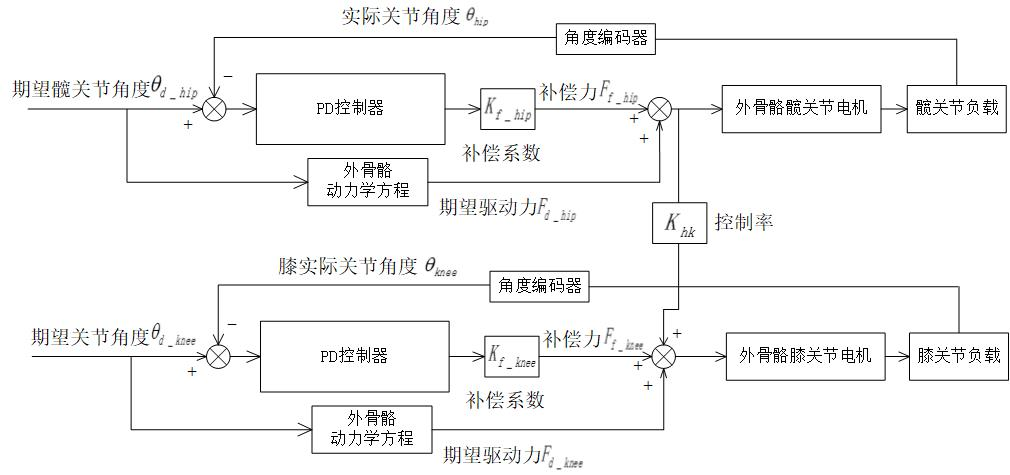 实际关节角度 θhip
角度编码器
期望髋关节角度θd_hip
−
+
PD控制器
Kf_hip
补偿系数
补偿力Ff_hip
+
+
外骨骼髋关节电机
髋关节负载
外骨骼
动力学方程
期望驱动力Fd_hip
Khk
控制率
膝实际关节角度 θknee
角度编码器
期望关节角度θd_knee
−
+
PD控制器
Kf_knee
补偿系数
补偿力Ff_knee
+
+
+
外骨骼膝关节电机
膝关节负载
外骨骼
动力学方程
期望驱动力Fd_knee